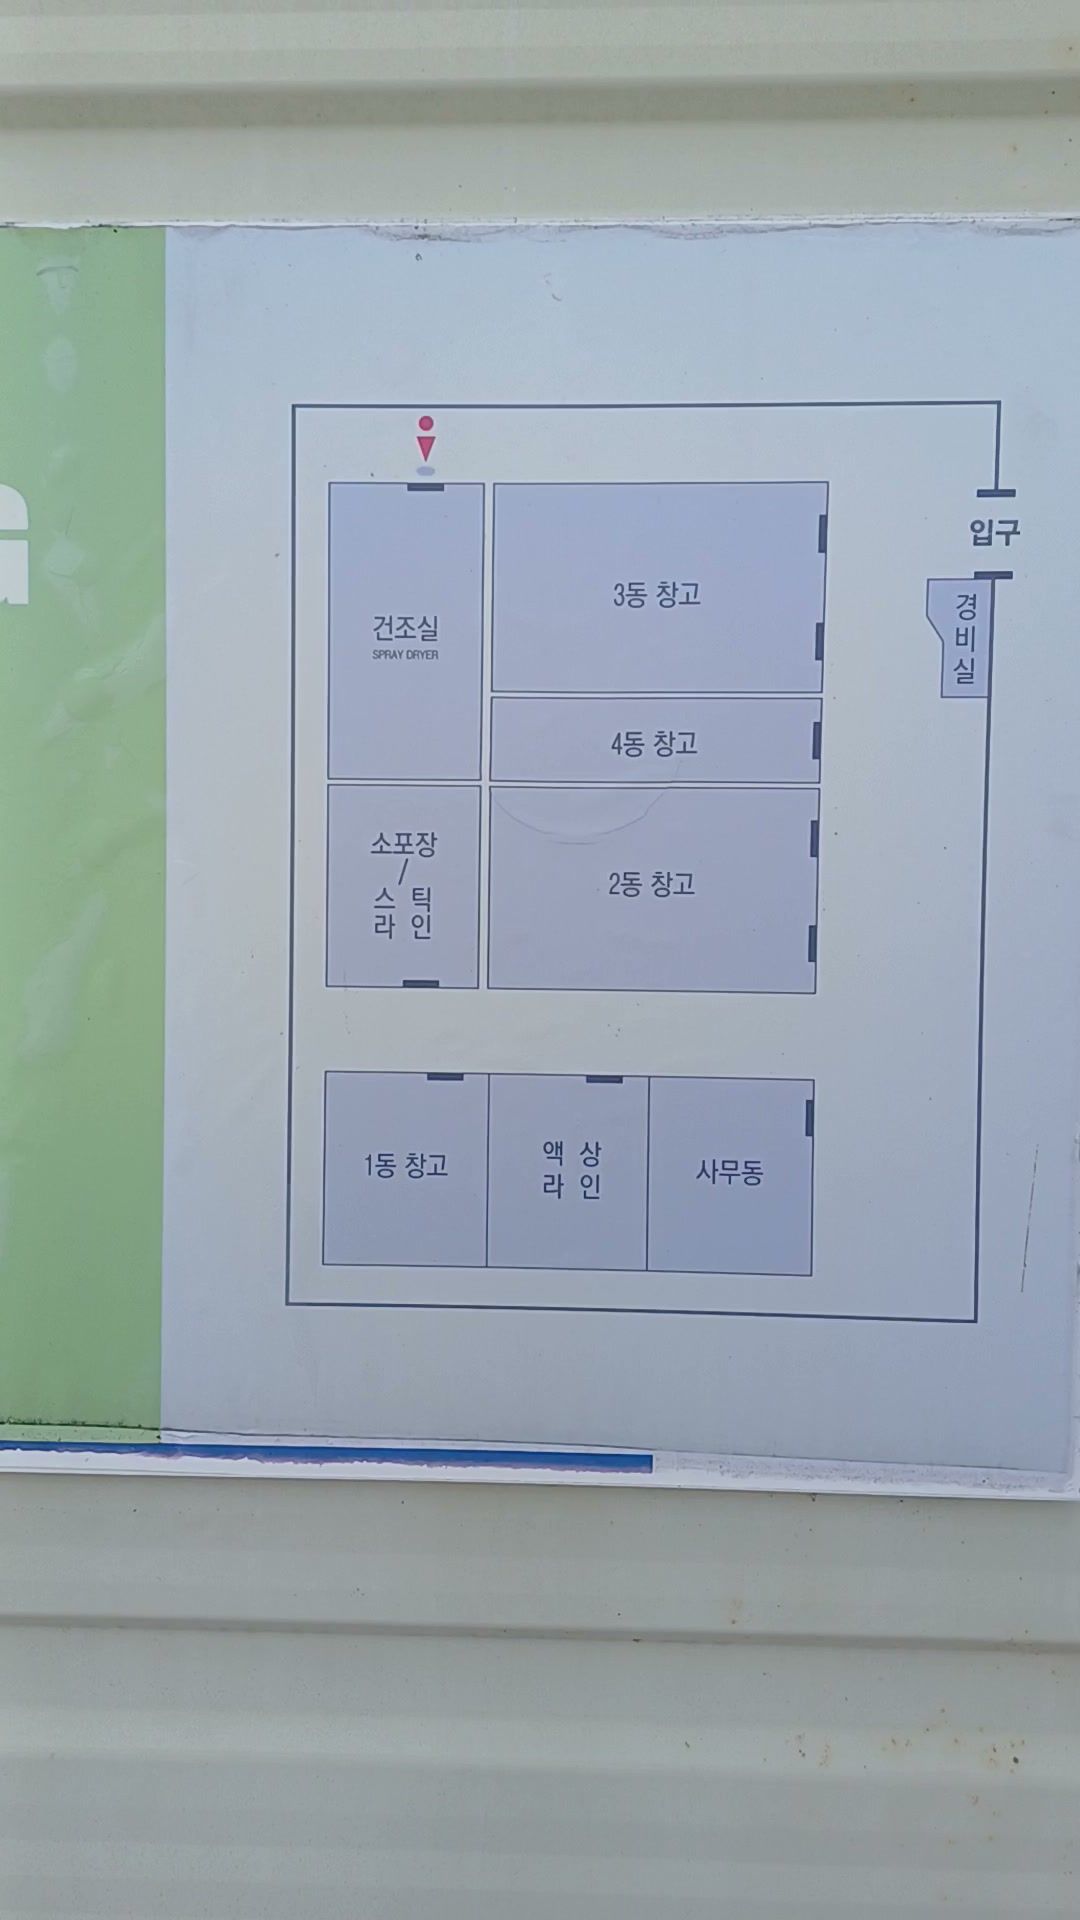 입구
3동 창고
경
비
실
건조실
SPRAY DRYER
4동 창고
소포장
/
스 틱
라 인
2동 창고
1동 창고
액 상
라 인
사무동